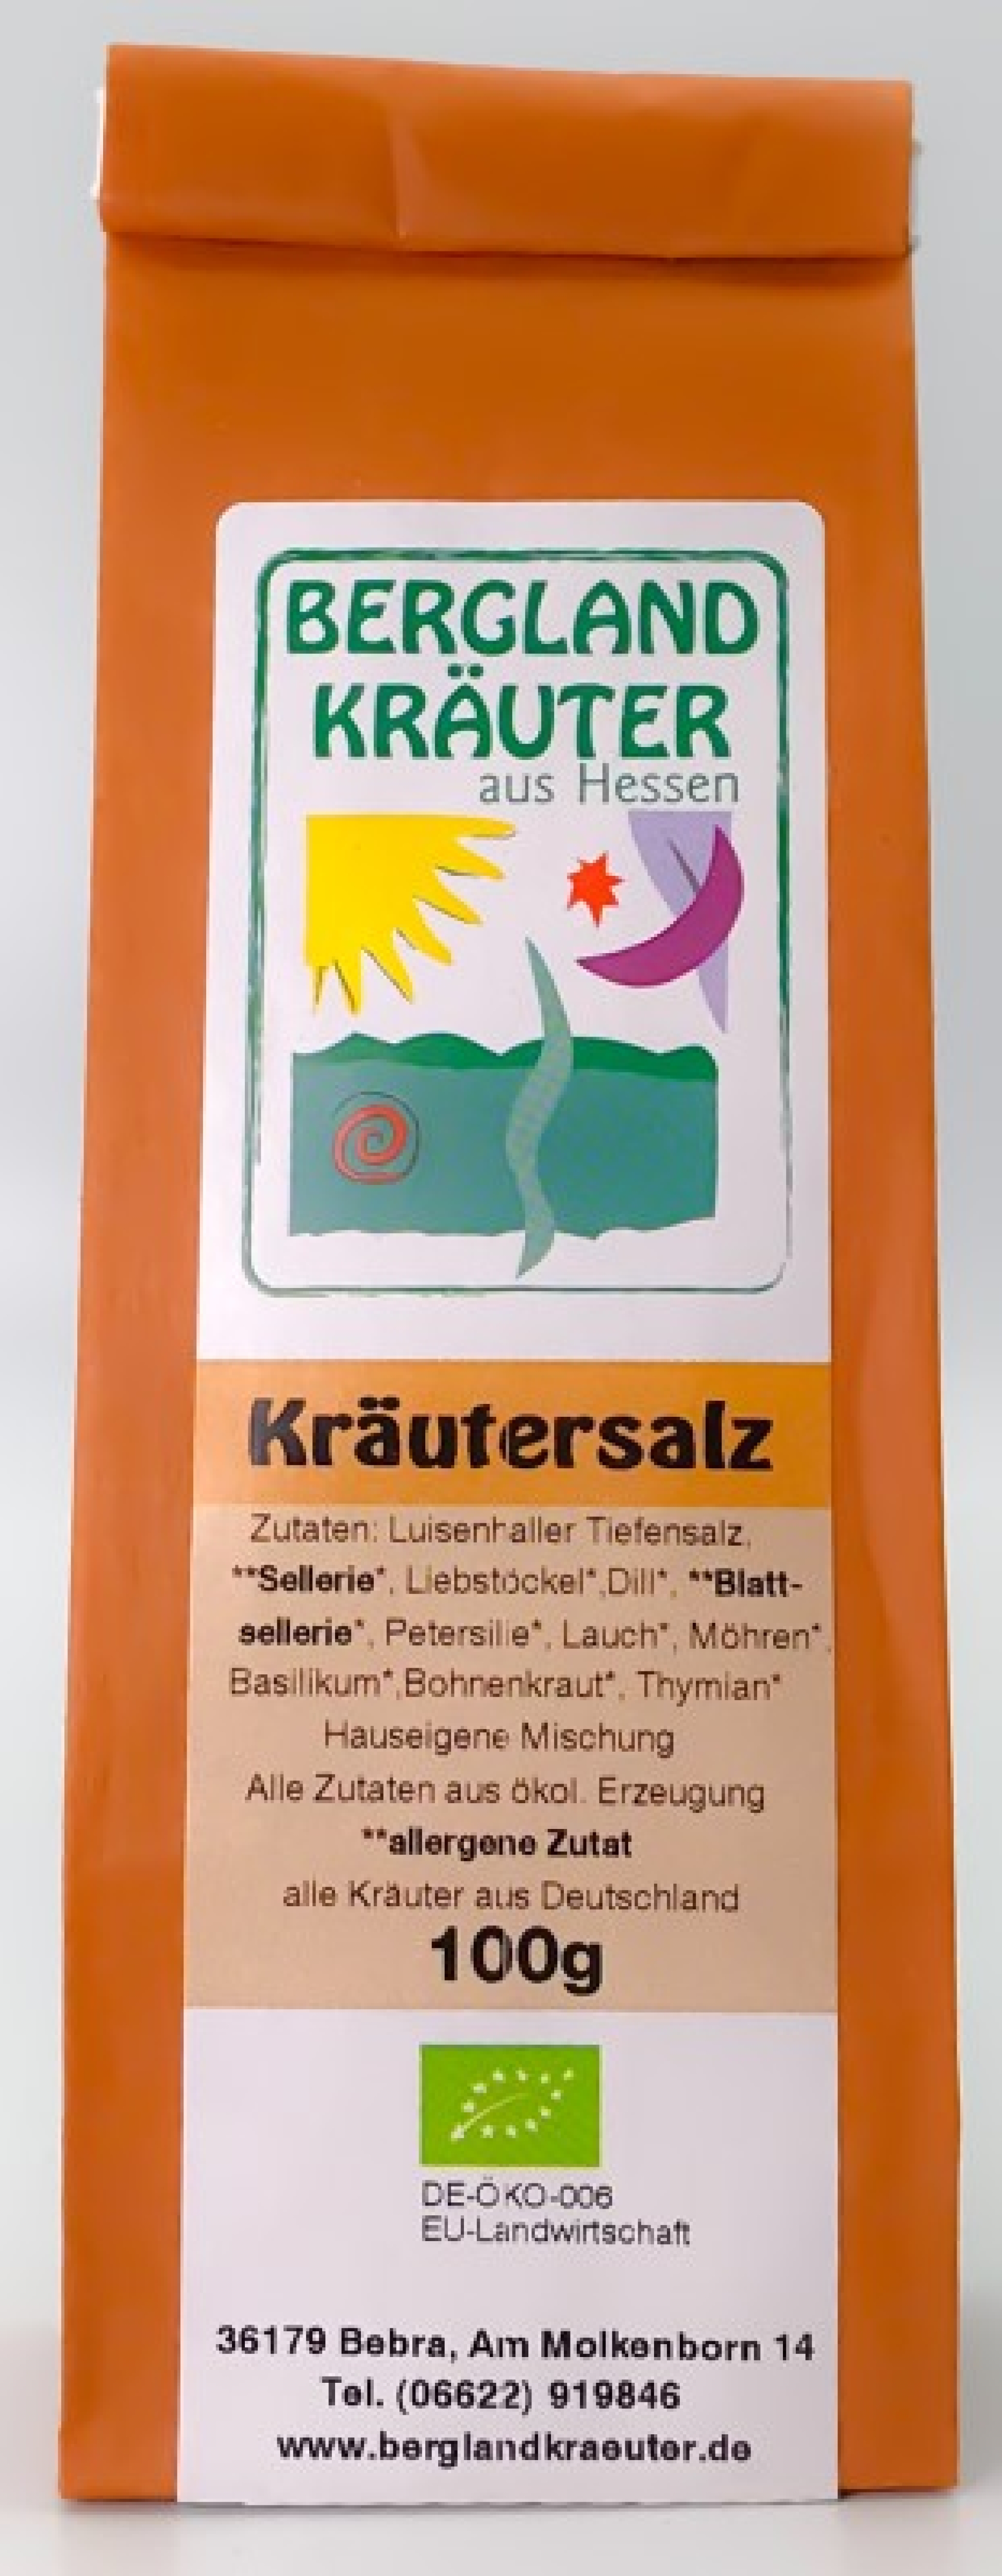 BERGLAND
KRÄUTER
aus Hessen
Kräutersalz
Zutaten: Luisenhaller Tiefensalz,
**Sellerie*, Liebstöckel*,Dill*, **Blatt-
sellerie*, Petersilie*, Lauch*, Möhren*,
Basilikum*,Bohnenkraut*, Thymian*
Hauseigene Mischung
Alle Zutaten aus ökol. Erzeugung
**allergene Zutat
alle Kräuter aus Deutschland
100g
DE-ÖKO-006
EU-Landwirtschaft
36179 Bebra, Am Molkenborn 14
Tel. (06622) 919846
www.berglandkraeuter.de